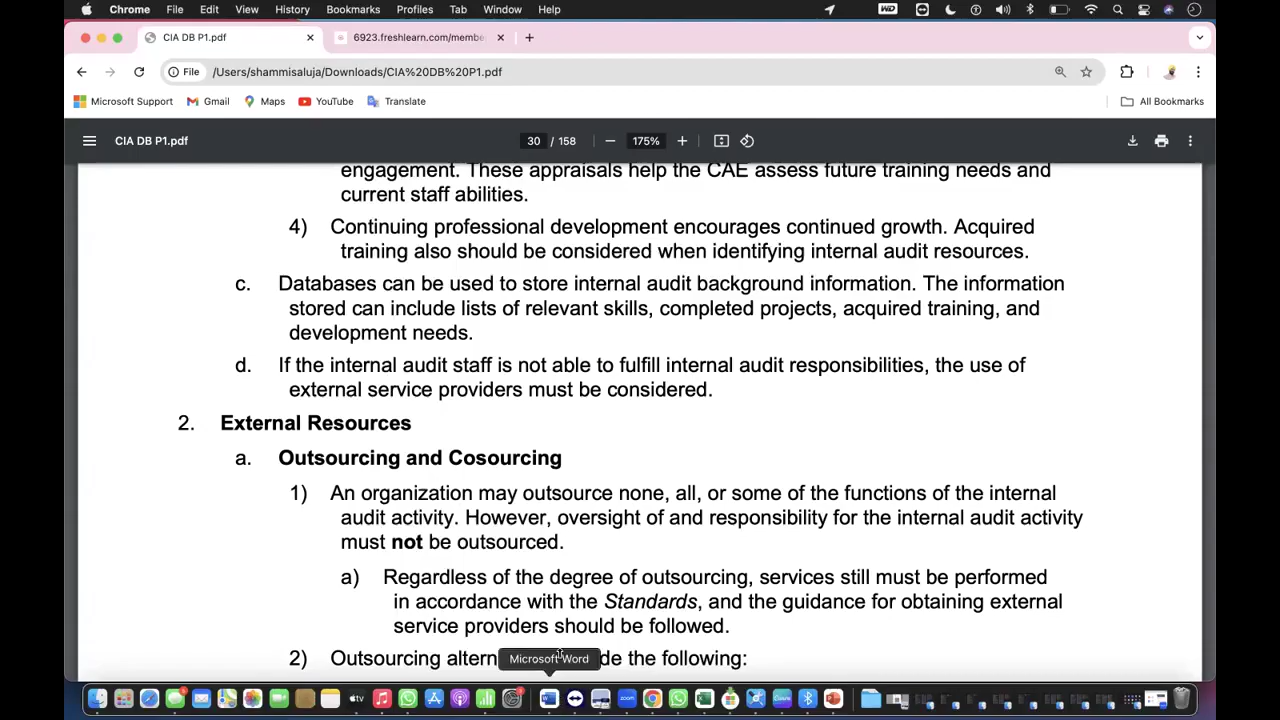 Chrome File Edit View History Bookmarks Profiles Tab Window Help
CIA DB P1.pdf
6923.freshlearn.com/membe
File /Users/shammisaluja/Downloads/CIA%20DB%20P1.pdf
Microsoft Support Gmail Maps YouTube Translate All Bookmarks
CIA DB P1.pdf 30 / 158 175%
engagement. These appraisals help the CAE assess future training needs and
current staff abilities.
4) Continuing professional development encourages continued growth. Acquired
training also should be considered when identifying internal audit resources.
c. Databases can be used to store internal audit background information. The information
stored can include lists of relevant skills, completed projects, acquired training, and
development needs.
d. If the internal audit staff is not able to fulfill internal audit responsibilities, the use of
external service providers must be considered.
2. External Resources
a. Outsourcing and Cosourcing
1) An organization may outsource none, all, or some of the functions of the internal
audit activity. However, oversight of and responsibility for the internal audit activity
must not be outsourced.
a) Regardless of the degree of outsourcing, services still must be performed
in accordance with the Standards, and the guidance for obtaining external
service providers should be followed.
2) Outsourcing altern de the following:
Microsoft Word